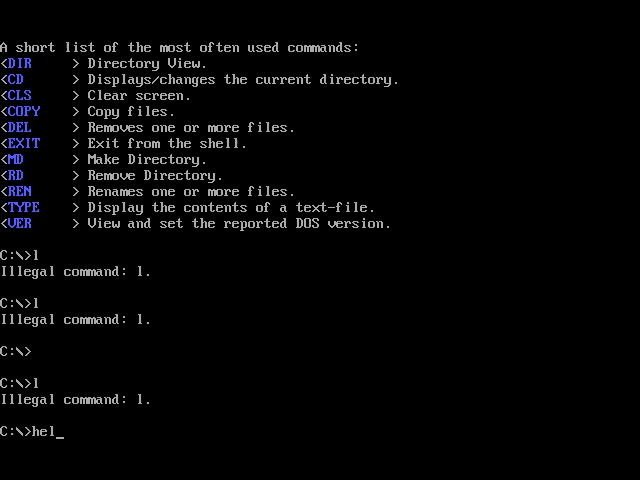 A short list of the most often used commands:
<DIR     > Directory View.
<CD      > Displays/changes the current directory.
<CLS     > Clear screen.
<COPY    > Copy files.
<DEL     > Removes one or more files.
<EXIT    > Exit from the shell.
<MD      > Make Directory.
<RD      > Remove Directory.
<REN     > Renames one or more files.
<TYPE    > Display the contents of a text-file.
<VER     > View and set the reported DOS version.
C:\>l
Illegal command: l.
C:\>l
Illegal command: l.
C:\>
C:\>l
Illegal command: l.
C:\>hel_